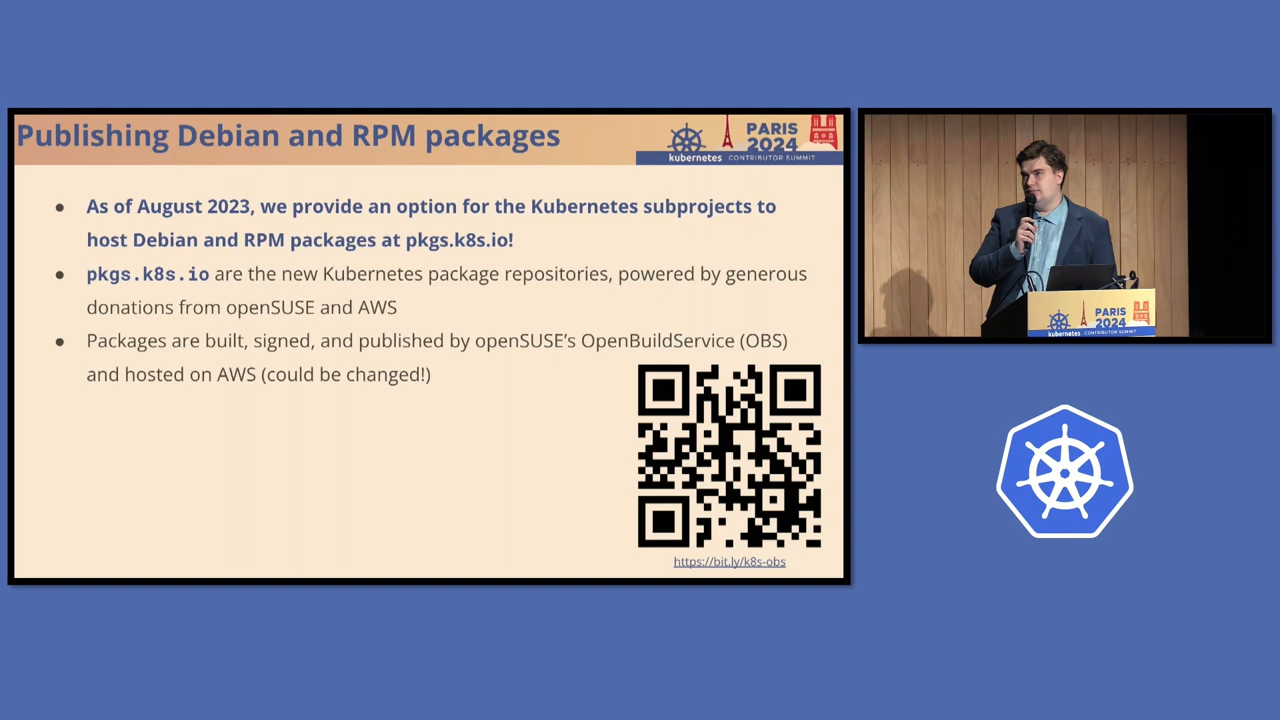 Publishing Debian and RPM packages
PARIS
2024
kubernetes CONTRIBUTOR SUMMIT
● As of August 2023, we provide an option for the Kubernetes subprojects to
host Debian and RPM packages at pkgs.k8s.io!
● pkgs.k8s.io are the new Kubernetes package repositories, powered by generous
donations from openSUSE and AWS
● Packages are built, signed, and published by openSUSE’s OpenBuildService (OBS)
and hosted on AWS (could be changed!)
https://bit.ly/k8s-obs
PARIS
2024
kubernetes CONTRIBUTOR SUMMIT